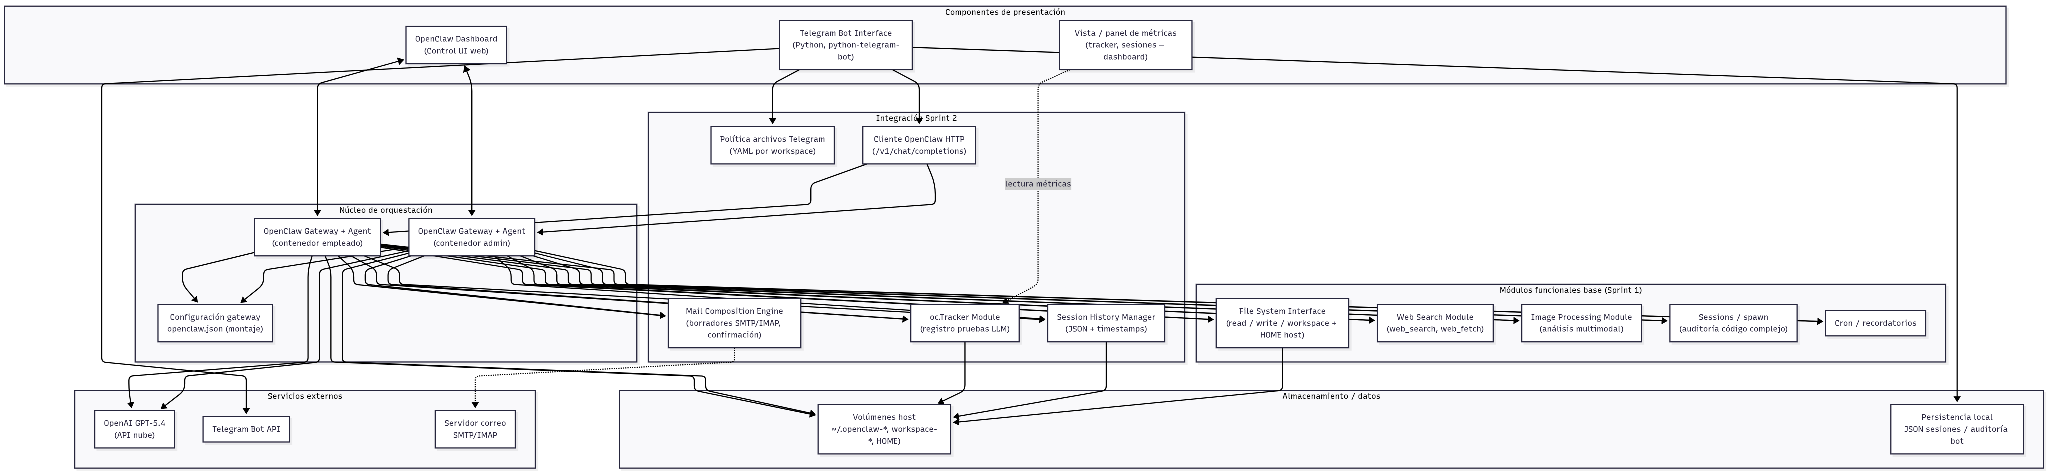 Componentes de presentación
OpenClaw Dashboard
(Control UI web)
Telegram Bot Interface
(Python, python-telegram-
bot)
Vista / panel de métricas
(tracker, sesiones —
dashboard)
Integración Sprint 2
Política archivos Telegram
(YAML por workspace)
Cliente OpenClaw HTTP
(/v1/chat/completions)
lectura métricas
Núcleo de orquestación
OpenClaw Gateway + Agent
(contenedor empleado)
OpenClaw Gateway + Agent
(contenedor admin)
Configuración gateway
openclaw.json (montaje)
Mail Composition Engine
(borradores SMTP/IMAP,
confirmación)
oc.Tracker Module
(registro pruebas LLM)
Session History Manager
(JSON + timestamps)
Módulos funcionales base (Sprint 1)
File System Interface
(read / write / workspace +
HOME host)
Web Search Module
(web_search, web_fetch)
Image Processing Module
(análisis multimodal)
Sessions / spawn
(auditoría código complejo)
Cron / recordatorios
Servicios externos
OpenAI GPT-5.4
(API nube)
Telegram Bot API
Servidor correo
SMTP/IMAP
Almacenamiento / datos
Volúmenes host
~/.openclaw-*, workspace-
*, HOME)
Persistencia local
JSON sesiones / auditoría
bot